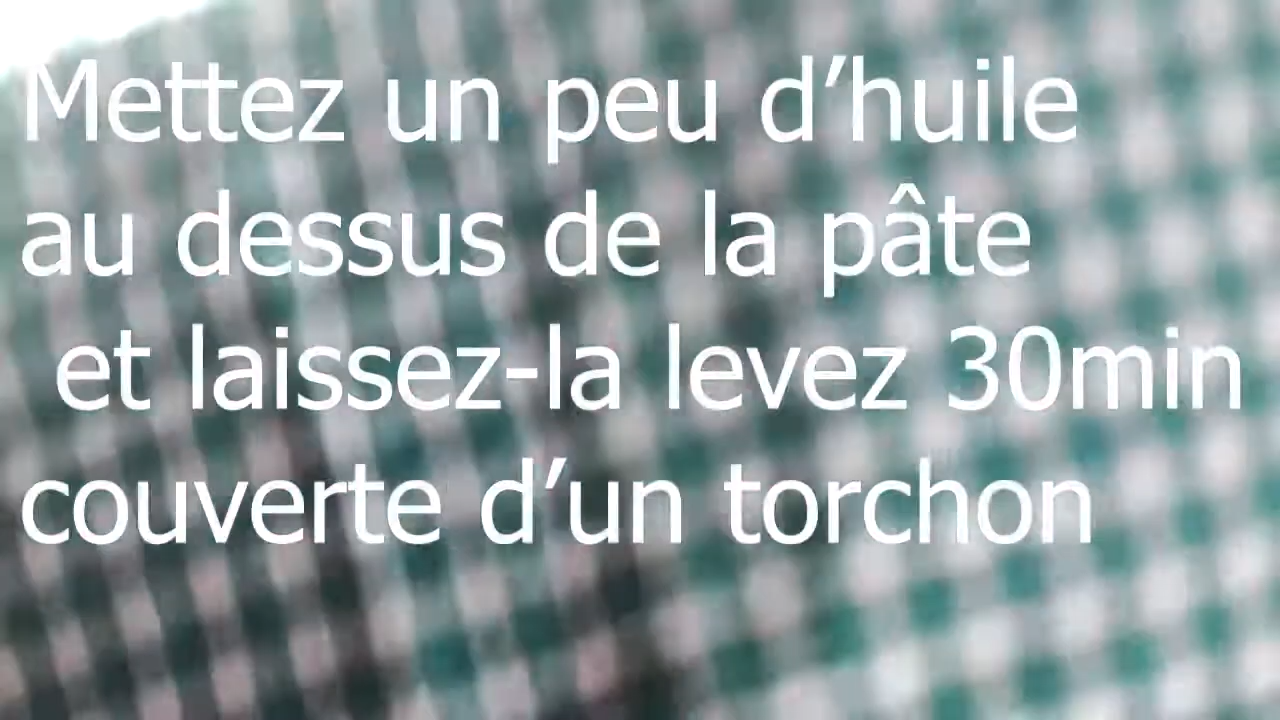 Mettez un peu d’huile
au dessus de la pâte
et laissez-la levez 30min
couverte d’un torchon